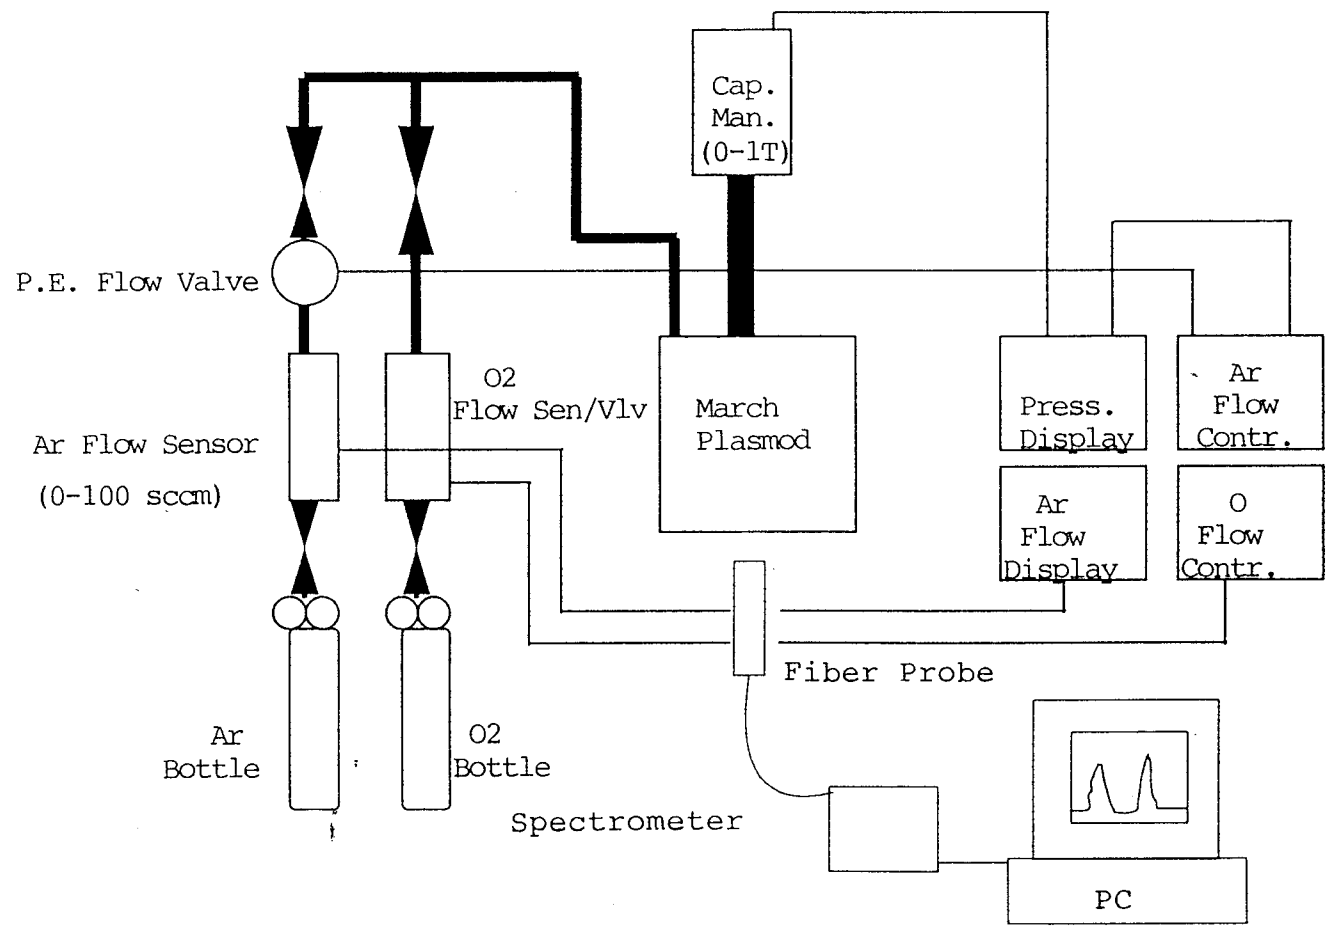 Cap.
Man.
(0-1T)
P.E. Flow Valve
O2
Flow Sen/Vlv
Ar Flow Sensor
(0-100 sccm)
March
Plasmod
Press.
Display
Ar
Flow
Contr.
Ar
Flow
Display
O
Flow
Contr.
Fiber Probe
Ar
Bottle
O2
Bottle
Spectrometer
PC